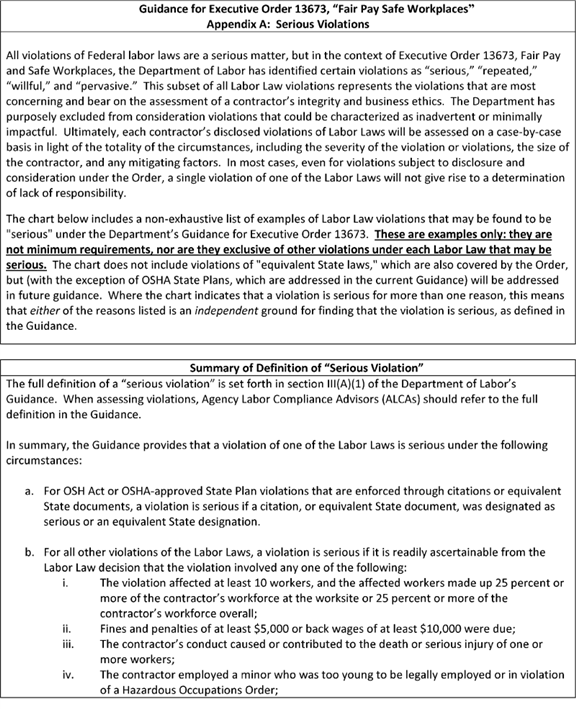 Guidance for Executive Order 13673, “Fair Pay Safe Workplaces”
Appendix A:  Serious Violations
All violations of Federal labor laws are a serious matter, but in the context of Executive Order 13673, Fair Pay
and Safe Workplaces, the Department of Labor has identified certain violations as “serious,” “repeated,”
“willful,” and “pervasive.”  This subset of all Labor Law violations represents the violations that are most
concerning and bear on the assessment of a contractor’s integrity and business ethics.  The Department has
purposely excluded from consideration violations that could be characterized as inadvertent or minimally
impactful.  Ultimately, each contractor’s disclosed violations of Labor Laws will be assessed on a case-by-case
basis in light of the totality of the circumstances, including the severity of the violation or violations, the size of
the contractor, and any mitigating factors.  In most cases, even for violations subject to disclosure and
consideration under the Order, a single violation of one of the Labor Laws will not give rise to a determination
of lack of responsibility.
The chart below includes a non-exhaustive list of examples of Labor Law violations that may be found to be
"serious" under the Department’s Guidance for Executive Order 13673.  These are examples only: they are
not minimum requirements, nor are they exclusive of other violations under each Labor Law that may be
serious.  The chart does not include violations of "equivalent State laws," which are also covered by the Order,
but (with the exception of OSHA State Plans, which are addressed in the current Guidance) will be addressed
in future guidance.  Where the chart indicates that a violation is serious for more than one reason, this means
that either of the reasons listed is an independent ground for finding that the violation is serious, as defined in
the Guidance.
Summary of Definition of “Serious Violation”
The full definition of a “serious violation” is set forth in section III(A)(1) of the Department of Labor’s
Guidance.  When assessing violations, Agency Labor Compliance Advisors (ALCAs) should refer to the full
definition in the Guidance.
In summary, the Guidance provides that a violation of one of the Labor Laws is serious under the following
circumstances:
a. For OSH Act or OSHA-approved State Plan violations that are enforced through citations or equivalent
State documents, a violation is serious if a citation, or equivalent State document, was designated as
serious or an equivalent State designation.
b. For all other violations of the Labor Laws, a violation is serious if it is readily ascertainable from the
Labor Law decision that the violation involved any one of the following:
i. The violation affected at least 10 workers, and the affected workers made up 25 percent or
more of the contractor’s workforce at the worksite or 25 percent or more of the
contractor’s workforce overall;
ii. Fines and penalties of at least $5,000 or back wages of at least $10,000 were due;
iii. The contractor’s conduct caused or contributed to the death or serious injury of one or
more workers;
iv. The contractor employed a minor who was too young to be legally employed or in violation
of a Hazardous Occupations Order;